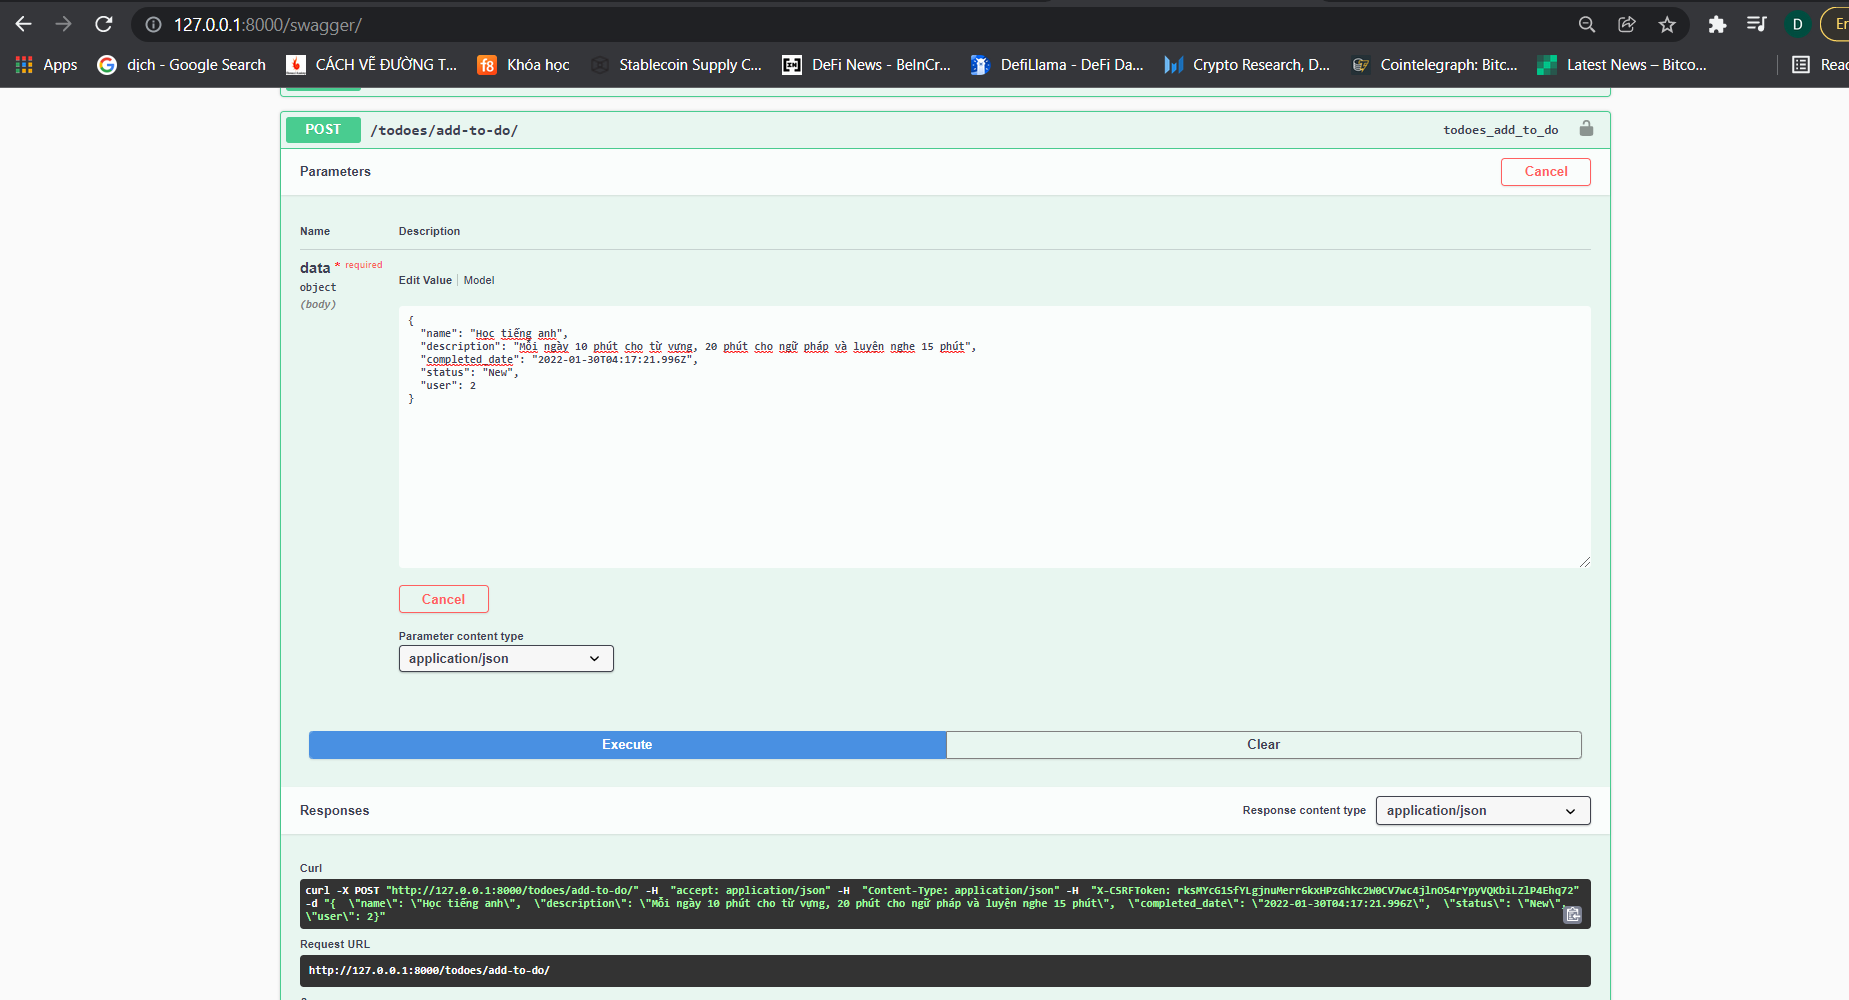 127.0.0.1:8000/swagger/
D
Er
Apps
dịch - Google Search
CÁCH VẼ ĐƯỜNG T...
f8
Khóa học
Stablecoin Supply C...
DeFi News - BeInCr...
DefiLlama - DeFi Da...
Crypto Research, D...
Cointelegraph: Bitc...
Latest News – Bitco...
Reac
POST /todoes/add-to-do/ todoes_add_to_do
Parameters Cancel
Name Description
data * required
object
(body)
Edit Value | Model
{
"name": "Học tiếng anh",
"description": "Mỗi ngày 10 phút cho từ vựng, 20 phút cho ngữ pháp và luyện nghe 15 phút",
"completed_date": "2022-01-30T04:17:21.996Z",
"status": "New",
"user": 2
}
Cancel
Parameter content type
application/json
Execute Clear
Responses Response content type application/json
Curl
curl -X POST "http://127.0.0.1:8000/todoes/add-to-do/" -H "accept: application/json" -H "Content-Type: application/json" -H "X-CSRFToken: rksMYcG1SfYLgjnuMerr6kxHPzGhkc2W0CV7wc4jlnOS4rYpyVQKbiLZlP4Ehq72"
-d "{ \"name\": \"Học tiếng anh\", \"description\": \"Mỗi ngày 10 phút cho từ vựng, 20 phút cho ngữ pháp và luyện nghe 15 phút\", \"completed_date\": \"2022-01-30T04:17:21.996Z\", \"status\": \"New\",
\"user\": 2}"
Request URL
http://127.0.0.1:8000/todoes/add-to-do/